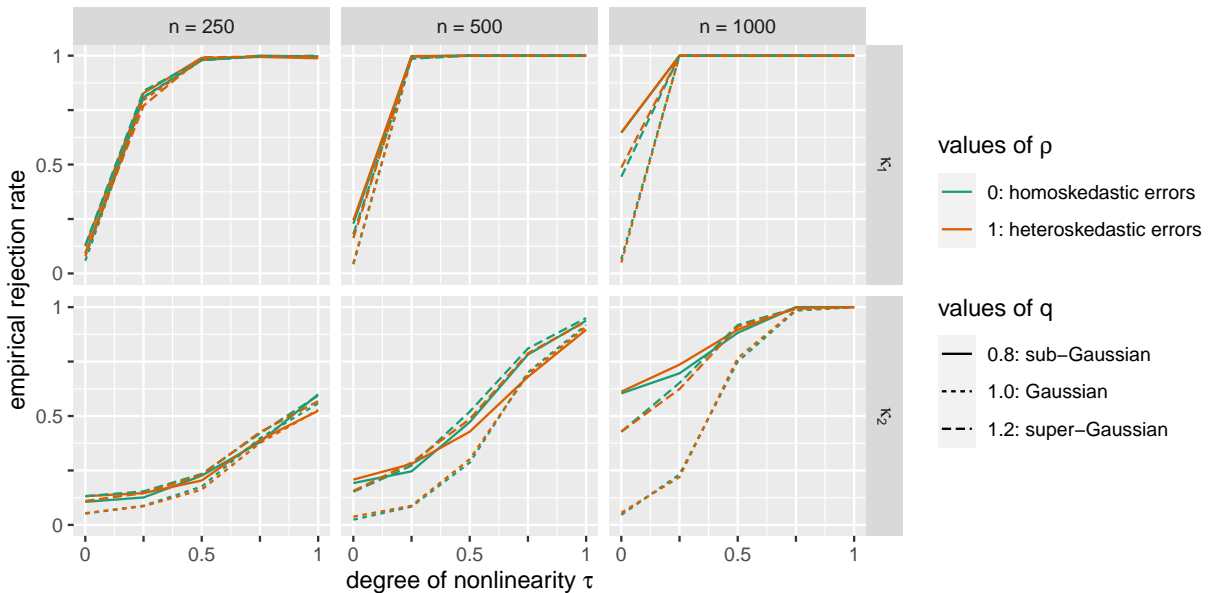 n = 250
n = 500
n = 1000
empirical rejection rate
1
0.5
0
κ1
1
0.5
0
κ2
0
0.5
1
0
0.5
1
0
0.5
1
degree of nonlinearity τ
values of ρ
0: homoskedastic errors
1: heteroskedastic errors
values of q
0.8: sub−Gaussian
1.0: Gaussian
1.2: super−Gaussian